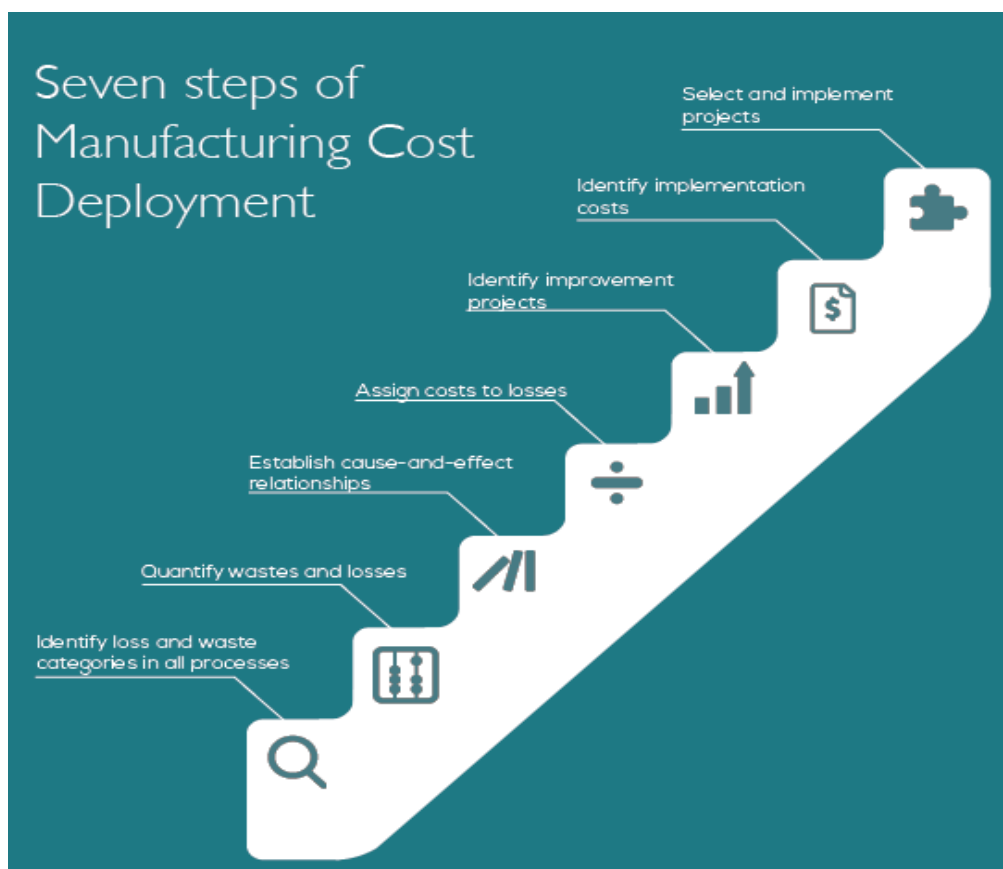 Seven steps of
Manufacturing Cost
Deployment
Select and implement
projects
Identify implementation
costs
Identify improvement
projects
Assign costs to losses
Establish cause-and-effect
relationships
Quantify wastes and losses
Identify loss and waste
categories in all processes
$